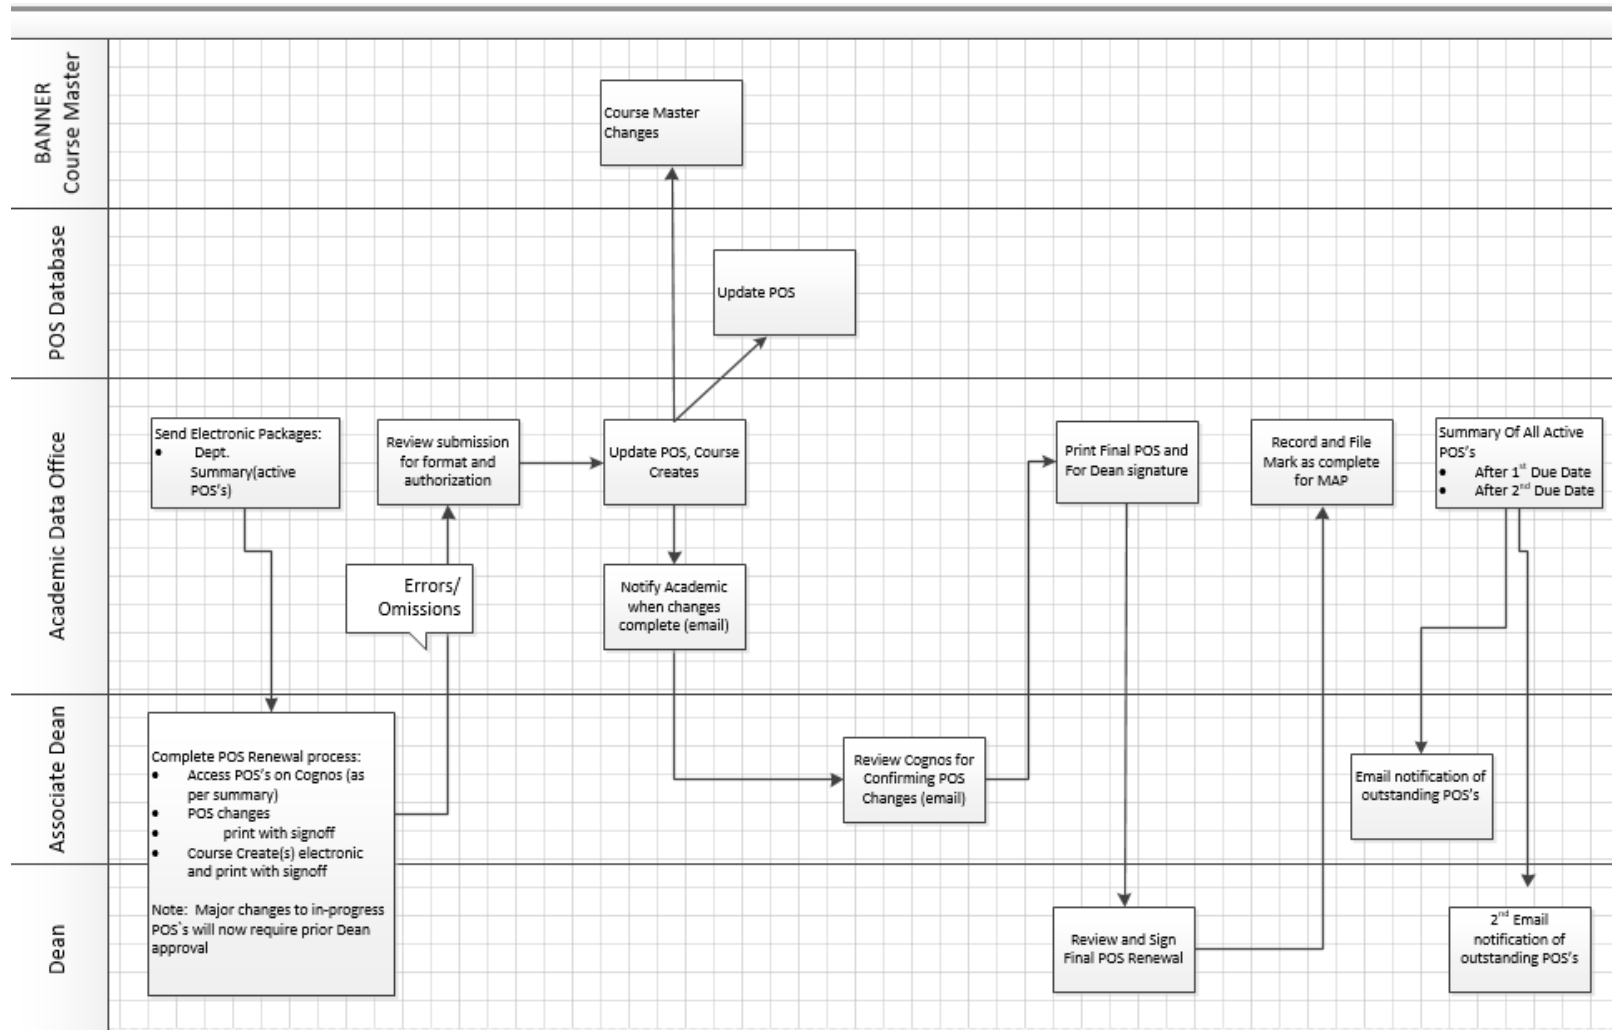 BANNER
Course Master
Course Master
Changes
POS Database
Update POS
Academic Data Office
Send Electronic Packages:
• Dept.
Summary(active
POS's)
Review submission
for format and
authorization
Update POS, Course
Creates
Print Final POS and
For Dean signature
Record and File
Mark as complete
for MAP
Summary Of All Active
POS's
• After 1st Due Date
• After 2nd Due Date
Errors/
Omissions
Notify Academic
when changes
complete (email)
Associate Dean
Complete POS Renewal process:
• Access POS's on Cognos (as
per summary)
• POS changes
• print with signoff
• Course Create(s) electronic
and print with signoff
Note: Major changes to in-progress
POS`s will now require prior Dean
approval
Review Cognos for
Confirming POS
Changes (email)
Email notification of
outstanding POS's
Dean
Review and Sign
Final POS Renewal
2nd Email
notification of
outstanding POS's